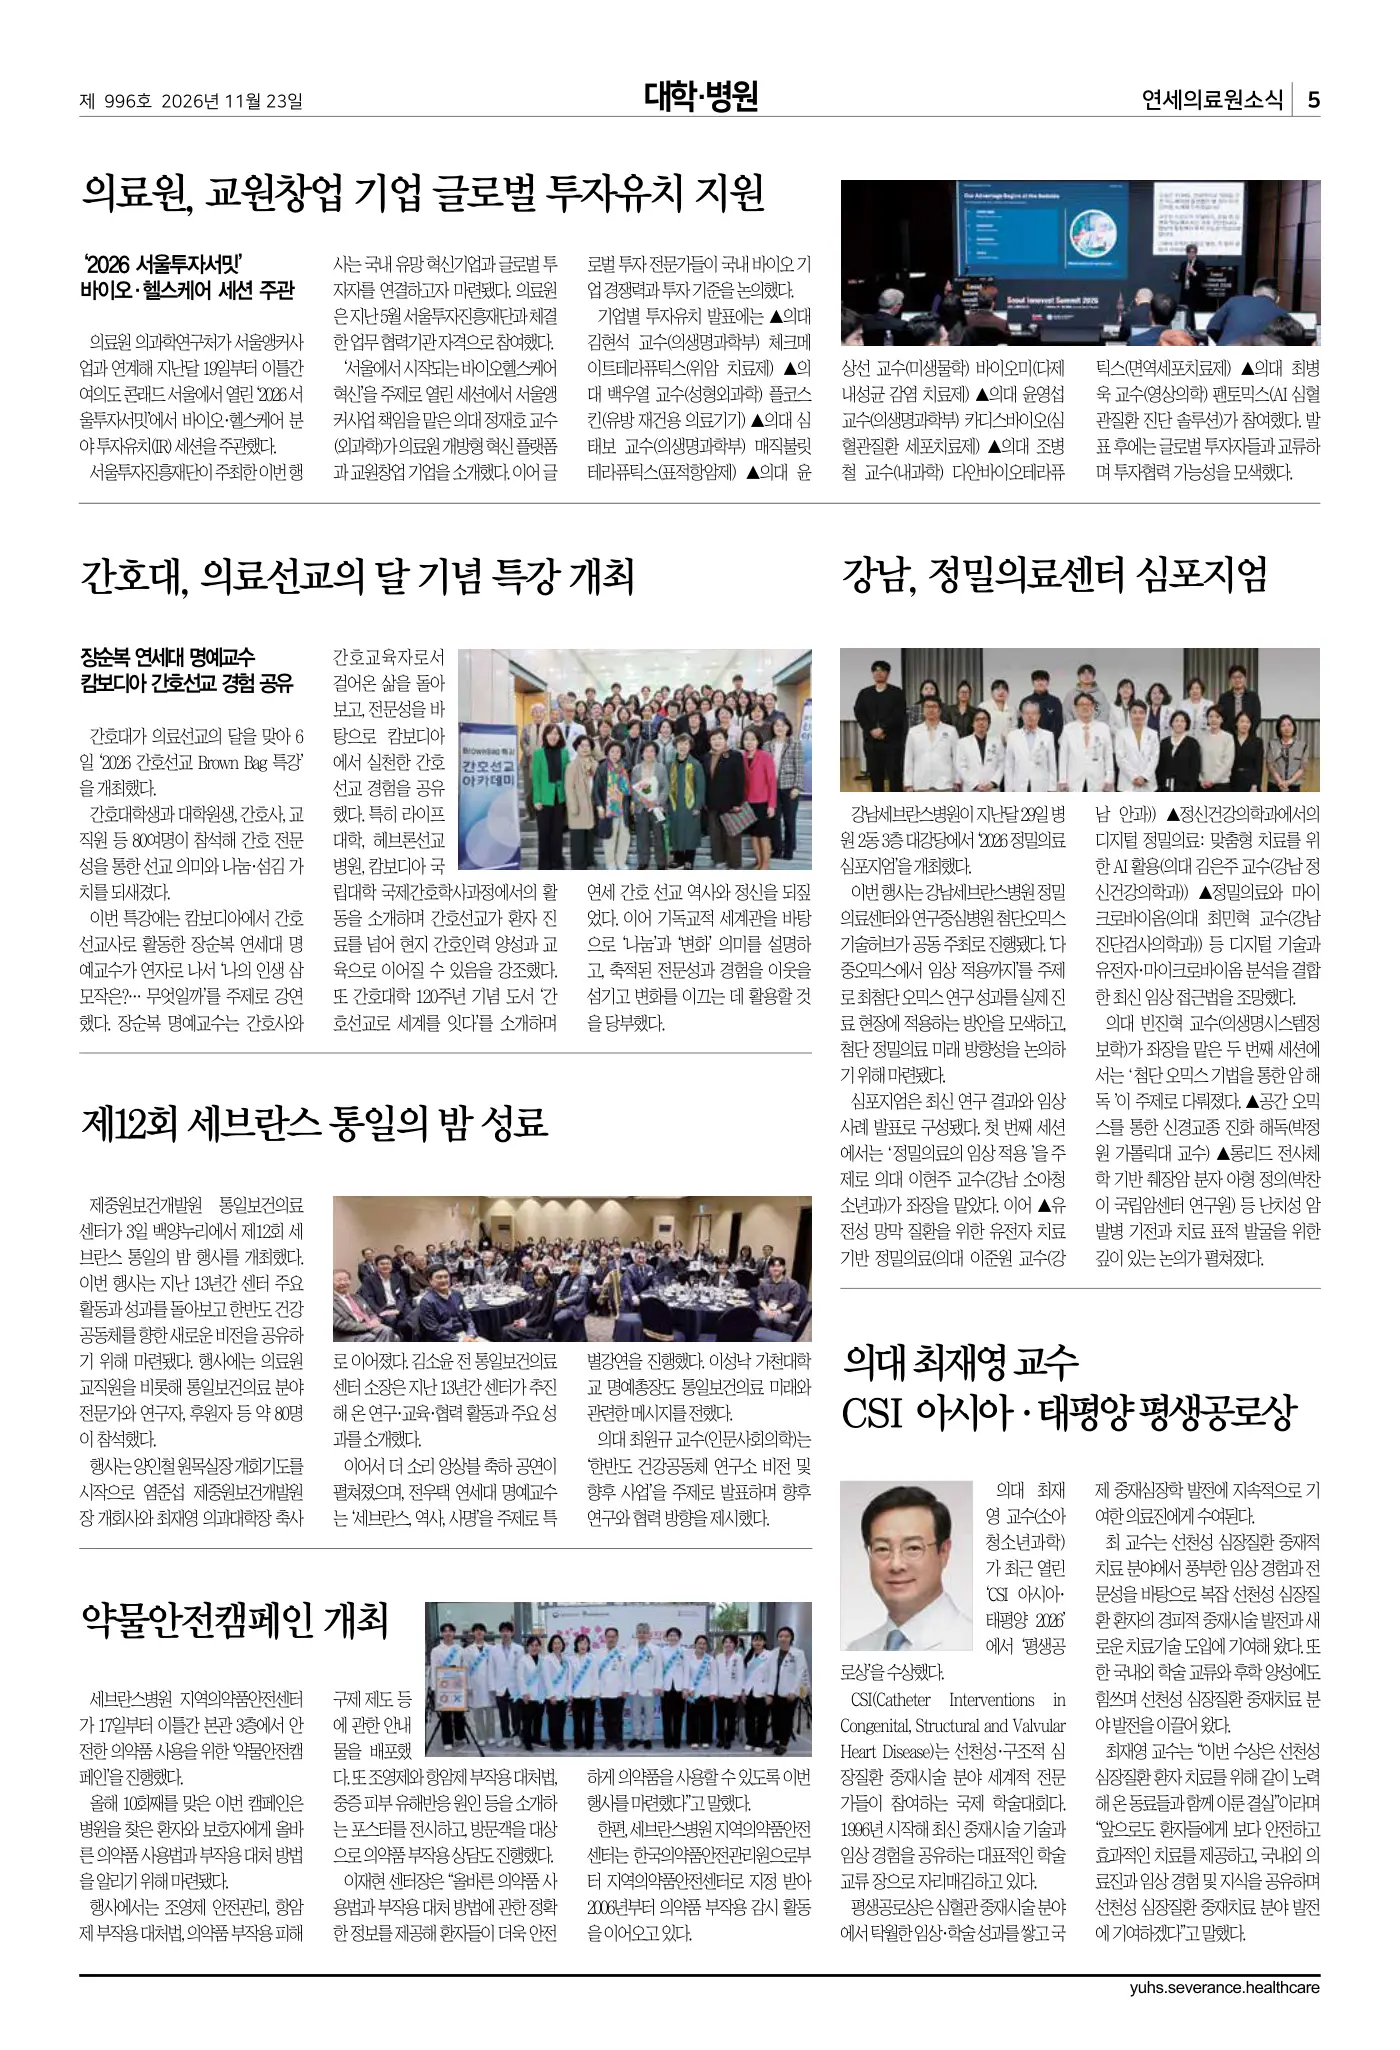 제 996호 2026년 11월 23일
대학·병원
연세의료원소식 5
의료원, 교원창업 기업 글로벌 투자유치 지원
‘2026 서울투자서밋’
바이오·헬스케어 세션 주관
의료원 의과학연구처가 서울앵커사
업과 연계해 지난달 19일부터 이틀간
여의도 콘래드 서울에서 열린 ‘2026 서
울투자서밋’에서 바이오·헬스케어 분
야 투자유치(IR) 세션을 주관했다.
서울투자진흥재단이 주최한 이번 행
사는 국내 유망 혁신기업과 글로벌 투
자자를 연결하고자 마련됐다. 의료원
은 지난 5월 서울투자진흥재단과 체결
한 업무 협력기관 자격으로 참여했다.
‘서울에서 시작되는 바이오헬스케어
혁신’을 주제로 열린 세션에서 서울앵
커사업 책임을 맡은 의대 정재호 교수
(외과학)가 의료원 개방형 혁신 플랫폼
과 교원창업 기업을 소개했다. 이어 글
로벌 투자 전문가들이 국내 바이오 기
업 경쟁력과 투자 기준을 논의했다.
기업별 투자유치 발표에는 ▲의대
김현석 교수(의생명과학부) 체크메
이트테라퓨틱스(위암 치료제) ▲의
대 백우열 교수(성형외과학) 플코스
킨(유방 재건용 의료기기) ▲의대 심
태보 교수(의생명과학부) 매직불릿
테라퓨틱스(표적항암제) ▲의대 윤
Our Advantage Begins at the Bedside
Seoul Innovest Summit 2026
상선 교수(미생물학) 바이오미(다제
내성균 감염 치료제) ▲의대 윤영섭
교수(의생명과학부) 카디스바이오(심
혈관질환 세포치료제) ▲의대 조병
철 교수(내과학) 다안바이오테라퓨
틱스(면역세포치료제) ▲의대 최병
욱 교수(영상의학) 팬토믹스(AI 심혈
관질환 진단 솔루션)가 참여했다. 발
표 후에는 글로벌 투자자들과 교류하
며 투자협력 가능성을 모색했다.
간호대, 의료선교의 달 기념 특강 개최
장순복 연세대 명예교수
캄보디아 간호선교 경험 공유
간호대가 의료선교의 달을 맞아 6
일 ‘2026 간호선교 Brown Bag 특강’
을 개최했다.
간호대학생과 대학원생, 간호사, 교
직원 등 80여명이 참석해 간호 전문
성을 통한 선교 의미와 나눔·섬김 가
치를 되새겼다.
이번 특강에는 캄보디아에서 간호
선교사로 활동한 장순복 연세대 명
예교수가 연자로 나서 ‘나의 인생 삼
모작은?… 무엇일까’를 주제로 강연
했다. 장순복 명예교수는 간호사와
간호교육자로서
걸어온 삶을 돌아
보고, 전문성을 바
탕으로 캄보디아
에서 실천한 간호
선교 경험을 공유
했다. 특히 라이프
대학, 헤브론선교
병원, 캄보디아 국
립대학 국제간호학사과정에서의 활
동을 소개하며 간호선교가 환자 진
료를 넘어 현지 간호인력 양성과 교
육으로 이어질 수 있음을 강조했다.
또 간호대학 120주년 기념 도서 ‘간
호선교로 세계를 잇다’를 소개하며
BrownBag 특강
간호선교
아카데미
연세 간호 선교 역사와 정신을 되짚
었다. 이어 기독교적 세계관을 바탕
으로 ‘나눔’과 ‘변화’ 의미를 설명하
고, 축적된 전문성과 경험을 이웃을
섬기고 변화를 이끄는 데 활용할 것
을 당부했다.
강남, 정밀의료센터 심포지엄
강남세브란스병원이 지난달 29일 병
원 2동 3층 대강당에서 ‘2026 정밀의료
심포지엄’을 개최했다.
이번 행사는 강남세브란스병원 정밀
의료센터와 연구중심병원 첨단오믹스
기술허브가 공동 주최로 진행됐다. ‘다
중오믹스에서 임상 적용까지’를 주제
로 최첨단 오믹스 연구 성과를 실제 진
료 현장에 적용하는 방안을 모색하고,
첨단 정밀의료 미래 방향성을 논의하
기 위해 마련됐다.
심포지엄은 최신 연구 결과와 임상
사례 발표로 구성됐다. 첫 번째 세션
에서는 ‘정밀의료의 임상 적용 ’을 주
제로 의대 이현주 교수(강남 소아청
소년과)가 좌장을 맡았다. 이어 ▲유
전성 망막 질환을 위한 유전자 치료
기반 정밀의료(의대 이준원 교수(강
남 안과)) ▲정신건강의학과에서의
디지털 정밀의료: 맞춤형 치료를 위
한 AI 활용(의대 김은주 교수(강남 정
신건강의학과)) ▲정밀의료와 마이
크로바이옴(의대 최민혁 교수(강남
진단검사의학과)) 등 디지털 기술과
유전자·마이크로바이옴 분석을 결합
한 최신 임상 접근법을 조망했다.
의대 빈진혁 교수(의생명시스템정
보학)가 좌장을 맡은 두 번째 세션에
서는 ‘첨단 오믹스 기법을 통한 암 해
독 ’이 주제로 다뤄졌다. ▲공간 오믹
스를 통한 신경교종 진화 해독(박정
원 가톨릭대 교수) ▲롱리드 전사체
학 기반 췌장암 분자 아형 정의(박찬
이 국립암센터 연구원) 등 난치성 암
발병 기전과 치료 표적 발굴을 위한
깊이 있는 논의가 펼쳐졌다.
제12회 세브란스 통일의 밤 성료
제중원보건개발원 통일보건의료
센터가 3일 백양누리에서 제12회 세
브란스 통일의 밤 행사를 개최했다.
이번 행사는 지난 13년간 센터 주요
활동과 성과를 돌아보고 한반도 건강
공동체를 향한 새로운 비전을 공유하
기 위해 마련됐다. 행사에는 의료원
교직원을 비롯해 통일보건의료 분야
전문가와 연구자, 후원자 등 약 80명
이 참석했다.
행사는 양인철 원목실장 개회기도를
시작으로 염준섭 제중원보건개발원
장 개회사와 최재영 의과대학장 축사
로 이어졌다. 김소윤 전 통일보건의료
센터 소장은 지난 13년간 센터가 추진
해 온 연구·교육·협력 활동과 주요 성
과를 소개했다.
이어서 더 소리 앙상블 축하 공연이
펼쳐졌으며, 전우택 연세대 명예교수
는 ‘세브란스, 역사, 사명’을 주제로 특
별강연을 진행했다. 이성낙 가천대학
교 명예총장도 통일보건의료 미래와
관련한 메시지를 전했다.
의대 최원규 교수(인문사회의학)는
‘한반도 건강공동체 연구소 비전 및
향후 사업’을 주제로 발표하며 향후
연구와 협력 방향을 제시했다.
의대 최재영 교수
CSI 아시아·태평양 평생공로상
의대 최재
영 교수(소아
청소년과학)
가 최근 열린
‘CSI 아시아·
태평양 2026’
에서 ‘평생공
로상’을 수상했다.
CSI(Catheter Interventions in
Congenital, Structural and Valvular
Heart Disease)는 선천성·구조적 심
장질환 중재시술 분야 세계적 전문
가들이 참여하는 국제 학술대회다.
1996년 시작해 최신 중재시술 기술과
임상 경험을 공유하는 대표적인 학술
교류 장으로 자리매김하고 있다.
평생공로상은 심혈관 중재시술 분야
에서 탁월한 임상·학술 성과를 쌓고 국
제 중재심장학 발전에 지속적으로 기
여한 의료진에게 수여된다.
최 교수는 선천성 심장질환 중재적
치료 분야에서 풍부한 임상 경험과 전
문성을 바탕으로 복잡 선천성 심장질
환 환자의 경피적 중재시술 발전과 새
로운 치료기술 도입에 기여해 왔다. 또
한 국내외 학술 교류와 후학 양성에도
힘쓰며 선천성 심장질환 중재치료 분
야 발전을 이끌어 왔다.
최재영 교수는 “이번 수상은 선천성
심장질환 환자 치료를 위해 같이 노력
해 온 동료들과 함께 이룬 결실”이라며
“앞으로도 환자들에게 보다 안전하고
효과적인 치료를 제공하고, 국내외 의
료진과 임상 경험 및 지식을 공유하며
선천성 심장질환 중재치료 분야 발전
에 기여하겠다”고 말했다.
약물안전캠페인 개최
세브란스병원 지역의약품안전센터
가 17일부터 이틀간 본관 3층에서 안
전한 의약품 사용을 위한 ‘약물안전캠
페인’을 진행했다.
올해 10회째를 맞은 이번 캠페인은
병원을 찾은 환자와 보호자에게 올바
른 의약품 사용법과 부작용 대처 방법
을 알리기 위해 마련됐다.
행사에서는 조영제 안전관리, 항암
제 부작용 대처법, 의약품 부작용 피해
구제 제도 등
에 관한 안내
물을 배포했
다. 또 조영제와 항암제 부작용 대처법,
중증 피부 유해반응 원인 등을 소개하
는 포스터를 전시하고, 방문객을 대상
으로 의약품 부작용 상담도 진행했다.
이재현 센터장은 “올바른 의약품 사
용법과 부작용 대처 방법에 관한 정확
한 정보를 제공해 환자들이 더욱 안전
하게 의약품을 사용할 수 있도록 이번
행사를 마련했다”고 말했다.
한편, 세브란스병원 지역의약품안전
센터는 한국의약품안전관리원으로부
터 지역의약품안전센터로 지정 받아
2006년부터 의약품 부작용 감시 활동
을 이어오고 있다.
yuhs.severance.healthcare